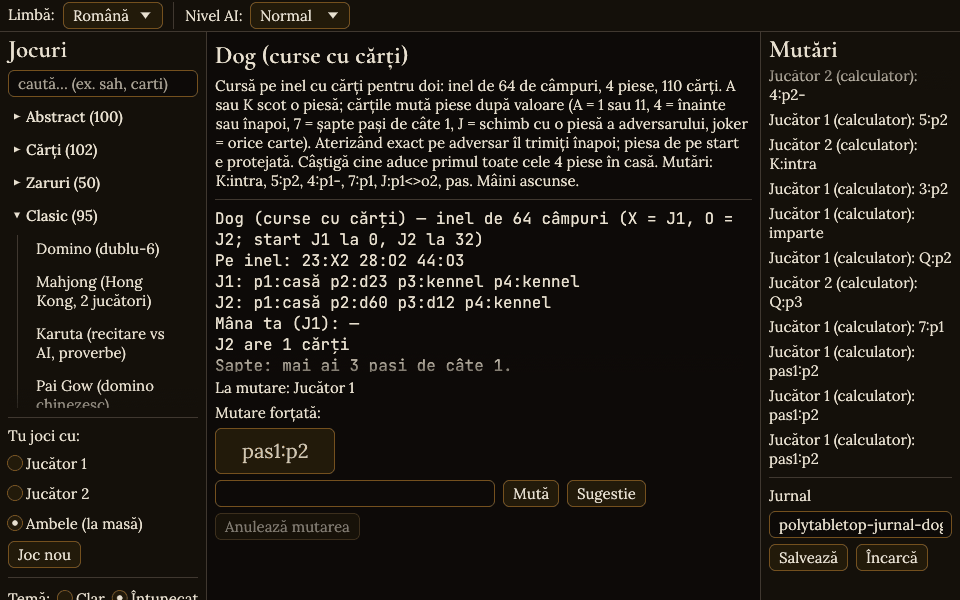 Limbă: Română ▼ Nivel AI: Normal ▼
Jocuri
caută... (ex. sah, carti)
▸ Abstract (100)
▸ Cărți (102)
▸ Zaruri (50)
▾ Clasic (95)
Domino (dublu-6)
Mahjong (Hong
Kong, 2 jucători)
Karuta (recitare vs
AI, proverbe)
Pai Gow (domino
chinezesc)
Tu joci cu:
Jucător 1
Jucător 2
Ambele (la masă)
Joc nou
Temă: Clar Întunecat
Dog (curse cu cărți)
Cursă pe inel cu cărți pentru doi: inel de 64 de câmpuri, 4 piese, 110 cărți. A
sau K scot o piesă; cărțile mută piese după valoare (A = 1 sau 11, 4 = înainte
sau înapoi, 7 = șapte pași de câte 1, J = schimb cu o piesă a adversarului, joker
= orice carte). Aterizând exact pe adversar îl trimiți înapoi; piesa de pe start
e protejată. Câștigă cine aduce primul toate cele 4 piese în casă. Mutări:
K:intra, 5:p2, 4:p1-, 7:p1, J:p1<>o2, pas. Mâini ascunse.
Dog (curse cu cărți) — inel de 64 câmpuri (X = J1, O =
J2; start J1 la 0, J2 la 32)
Pe inel: 23:X2 28:O2 44:O3
J1: p1:casă p2:d23 p3:kennel p4:kennel
J2: p1:casă p2:d60 p3:d12 p4:kennel
Mâna ta (J1): —
J2 are 1 cărți
Șapte: mai ai 3 pași de câte 1.
La mutare: Jucător 1
Mutare forțată:
pas1:p2
Mută Sugestie
Anulează mutarea
Mutări
Jucător 2 (calculator):
4:p2-
Jucător 1 (calculator): 5:p2
Jucător 2 (calculator):
K:intra
Jucător 1 (calculator): 3:p2
Jucător 1 (calculator):
imparte
Jucător 1 (calculator): Q:p2
Jucător 2 (calculator):
Q:p3
Jucător 1 (calculator): 7:p1
Jucător 1 (calculator):
pas1:p2
Jucător 1 (calculator):
pas1:p2
Jucător 1 (calculator):
pas1:p2
Jurnal
polytabletop-jurnal-dog
Salvează Încarcă